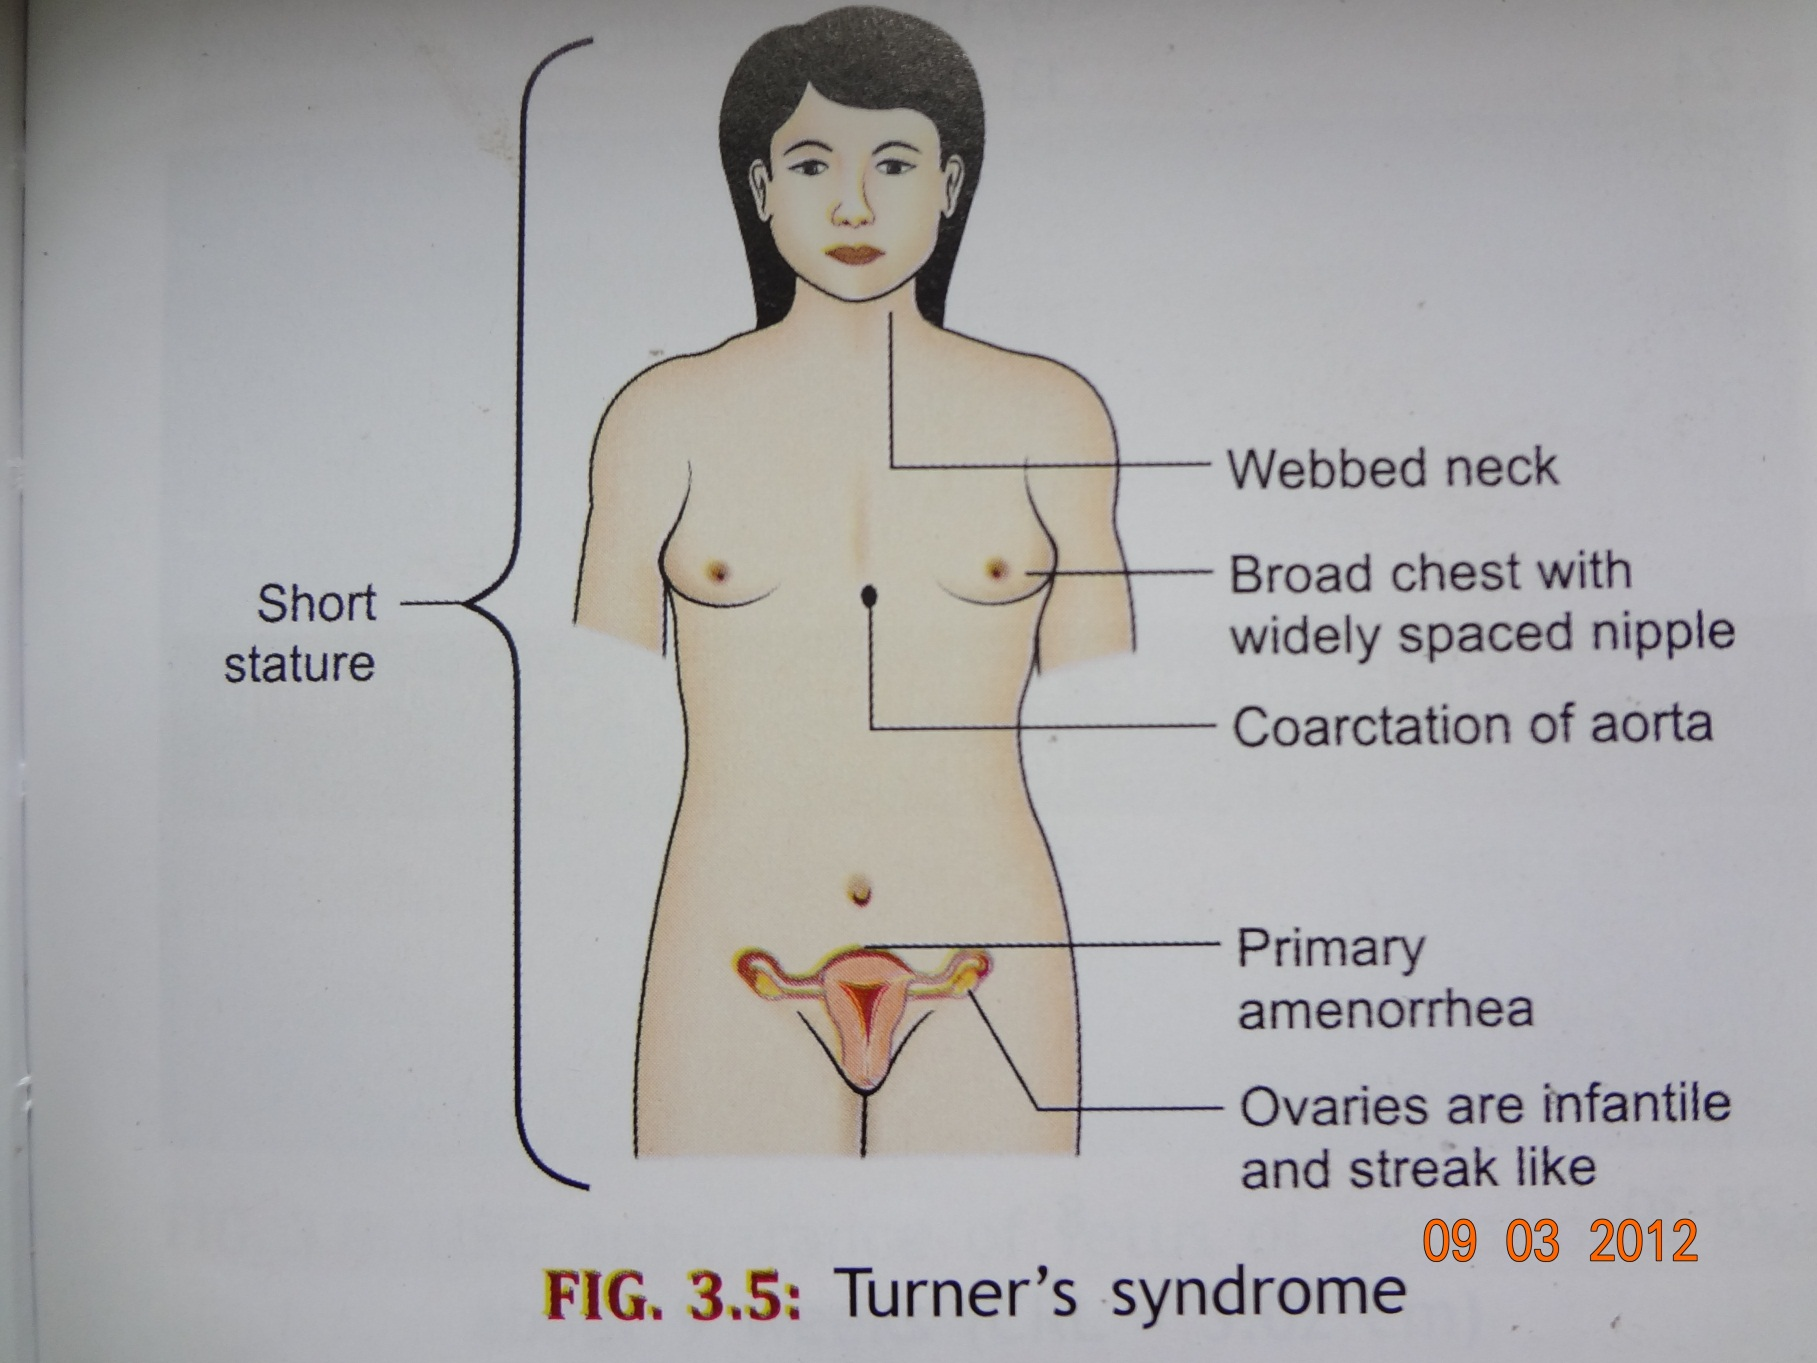 Webbed neck
Broad chest with
widely spaced nipple
Short
stature
Coarctation of aorta
Primary
amenorrhea
Ovaries are infantile
and streak like
09 03 2012
FIG. 3.5: Turner's syndrome